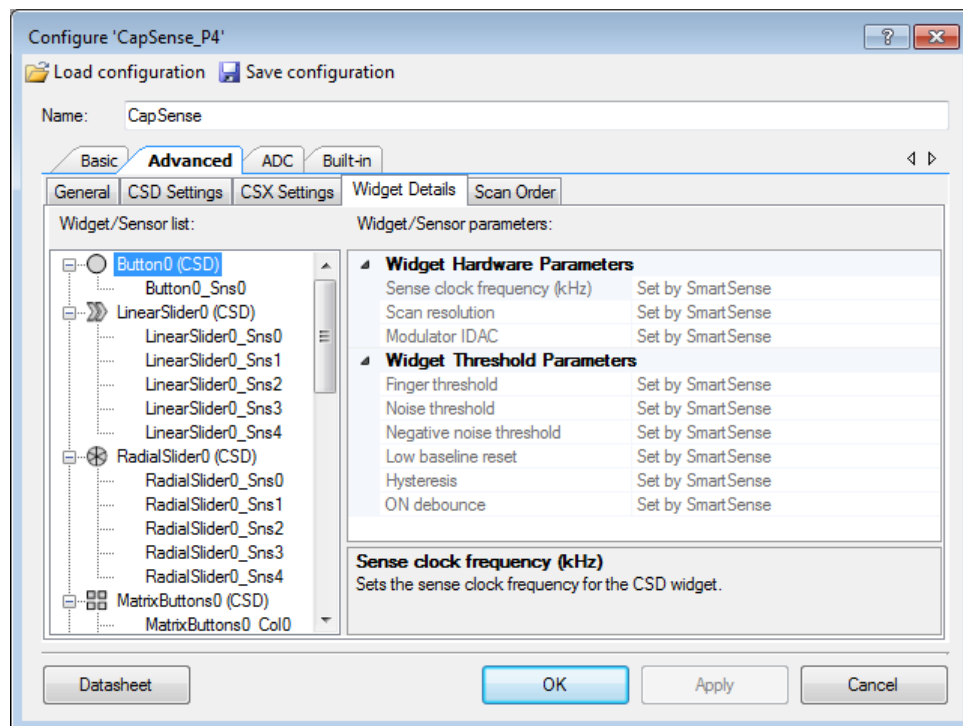 Configure 'CapSense_P4'
Load configuration Save configuration
Name: CapSense
Basic Advanced ADC Built-in
General CSD Settings CSX Settings Widget Details Scan Order
Widget/Sensor list: Widget/Sensor parameters:
Button0 (CSD) Widget Hardware Parameters
Button0_Sns0 Sense clock frequency (kHz) Set by SmartSense
LinearSlider0 (CSD) Scan resolution Set by SmartSense
LinearSlider0_Sns0 Modulator IDAC Set by SmartSense
LinearSlider0_Sns1 Widget Threshold Parameters
LinearSlider0_Sns2 Finger threshold Set by SmartSense
LinearSlider0_Sns3 Noise threshold Set by SmartSense
LinearSlider0_Sns4 Negative noise threshold Set by SmartSense
RadialSlider0 (CSD) Low baseline reset Set by SmartSense
RadialSlider0_Sns0 Hysteresis Set by SmartSense
RadialSlider0_Sns1 ON debounce Set by SmartSense
RadialSlider0_Sns2
RadialSlider0_Sns3 Sense clock frequency (kHz)
RadialSlider0_Sns4 Sets the sense clock frequency for the CSD widget.
MatrixButtons0 (CSD)
MatrixButtons0_Col0
Datasheet OK Apply Cancel